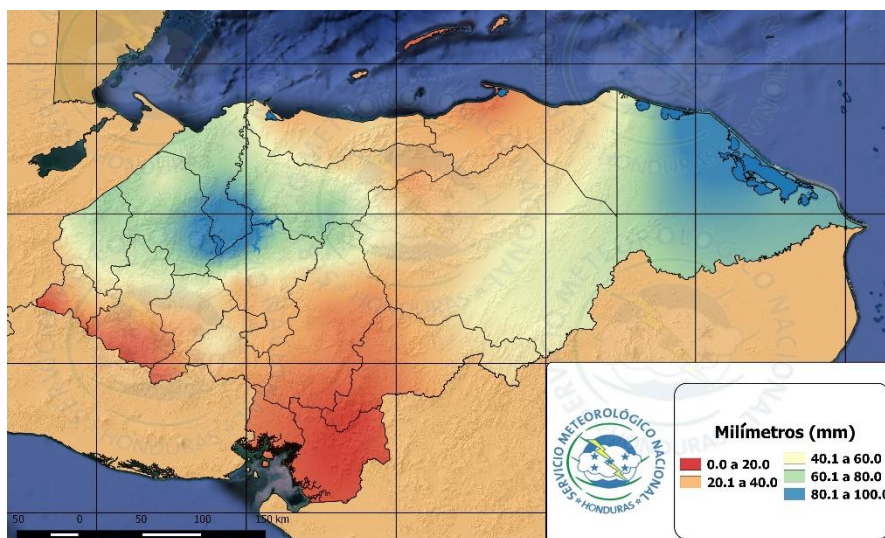 SERVICIO METEOROLÓGICO NACIONAL
* HONDURAS *
Milímetros (mm)
0.0 a 20.0
20.1 a 40.0
40.1 a 60.0
60.1 a 80.0
80.1 a 100.0
50 0 50 100 150 km